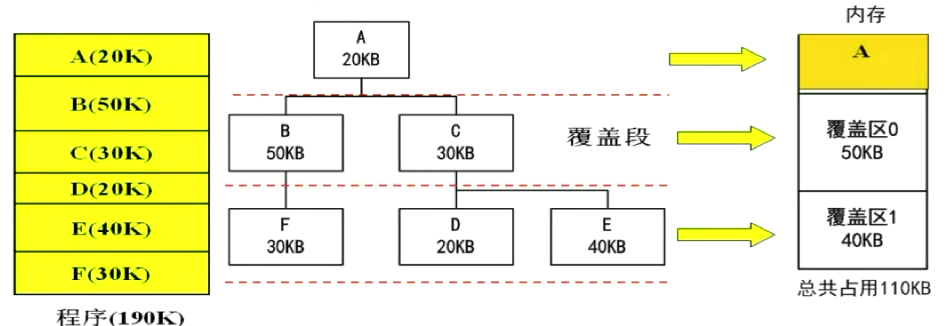 A(20K)
B(50K)
C(30K)
D(20K)
E(40K)
F(30K)
程序(190K)
A
20KB
B
50KB
C
30KB
覆盖段
F
30KB
D
20KB
E
40KB
内存
A
覆盖区0
50KB
覆盖区1
40KB
总共占用110KB